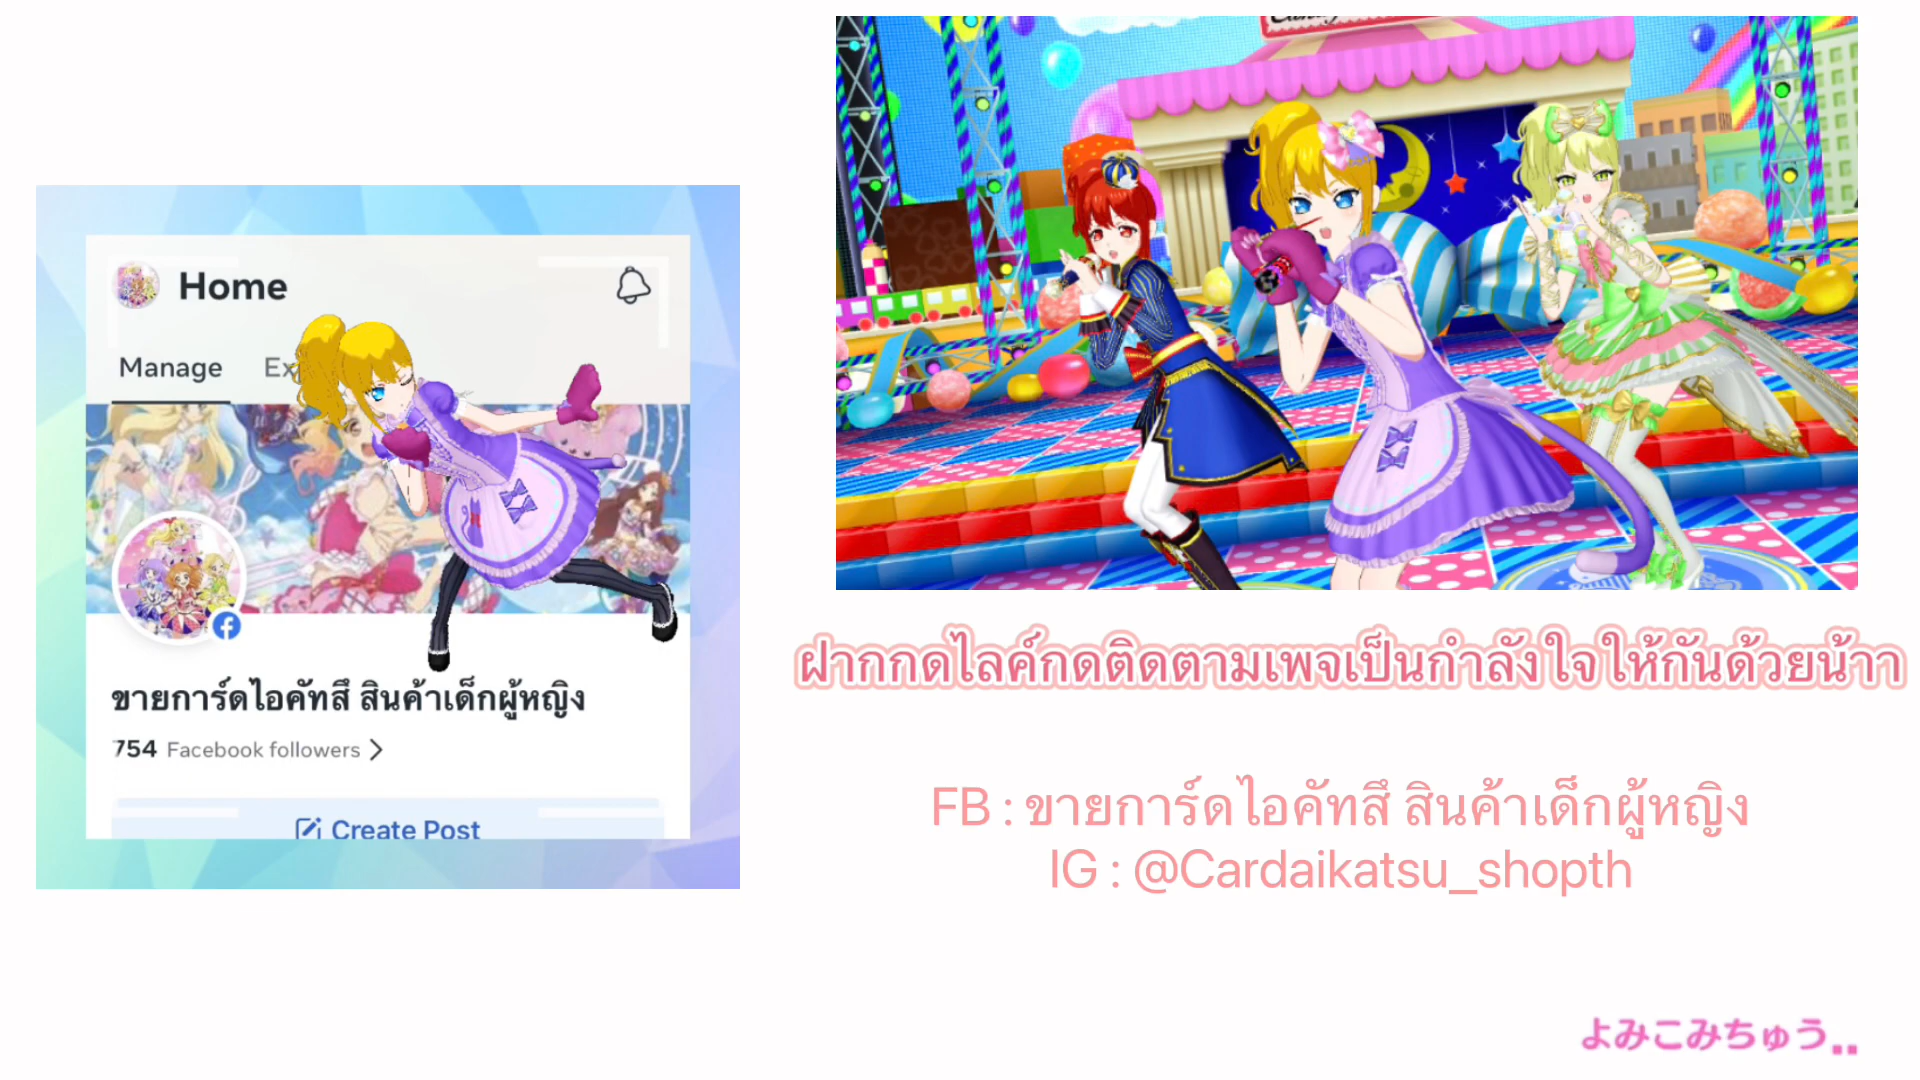 Home
Manage
ขายการ์ดไอคัทสึ สินค้าเด็กผู้หญิง
754 Facebook followers
Create Post
ฝากกดไลค์กดติดตามเพจเป็นกำลังใจให้กันด้วยน้าา
FB : ขายการ์ดไอคัทสึ สินค้าเด็กผู้หญิง
IG : @Cardaikatsu_shopth
よみこみちゅう..